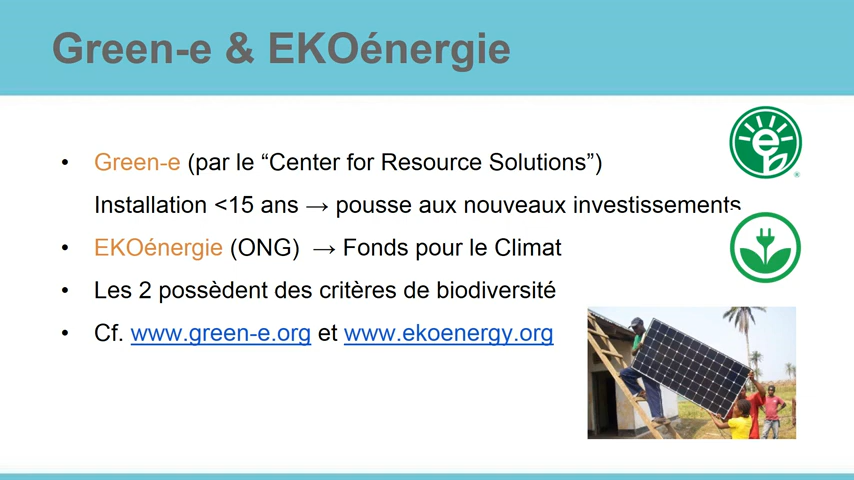 Green-e & EKOénergie
• Green-e (par le “Center for Resource Solutions”)
Installation <15 ans → pousse aux nouveaux investissements
• EKOénergie (ONG) → Fonds pour le Climat
• Les 2 possèdent des critères de biodiversité
• Cf. www.green-e.org et www.ekoenergy.org
e
®